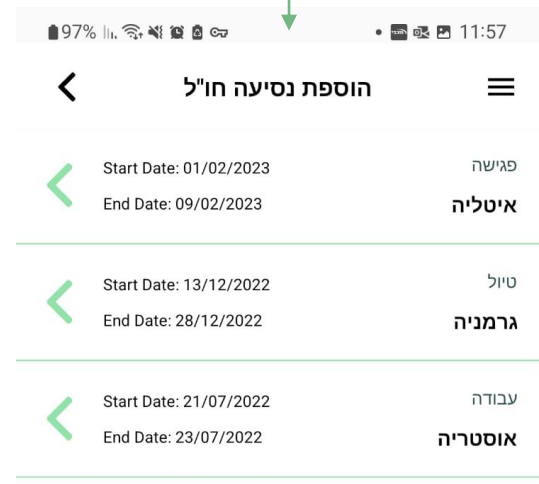 97% 11:57
הוספת נסיעה חו"ל
פגישה
Start Date: 01/02/2023
איטליה
End Date: 09/02/2023
טיול
Start Date: 13/12/2022
גרמניה
End Date: 28/12/2022
עבודה
Start Date: 21/07/2022
אוסטריה
End Date: 23/07/2022